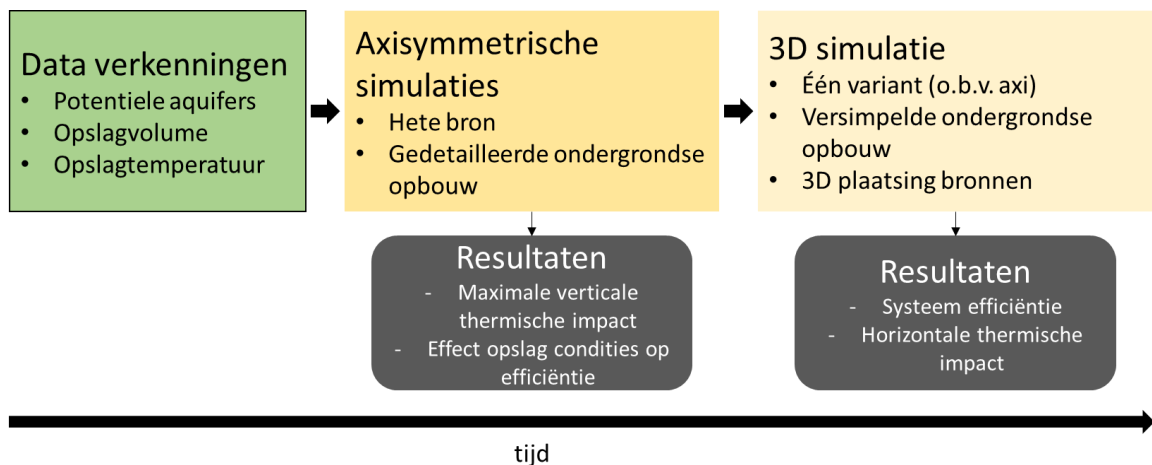 Data verkenningen
• Potentiele aquifers
• Opslagvolume
• Opslagtemperatuur
Axisymmetrische
simulaties
• Hete bron
• Gedetailleerde ondergrondse
opbouw
3D simulatie
• Één variant (o.b.v. axi)
• Versimpelde ondergrondse
opbouw
• 3D plaatsing bronnen
Resultaten
- Maximale verticale
thermische impact
- Effect opslag condities op
efficiëntie
Resultaten
- Systeem efficiëntie
- Horizontale thermische
impact
tijd